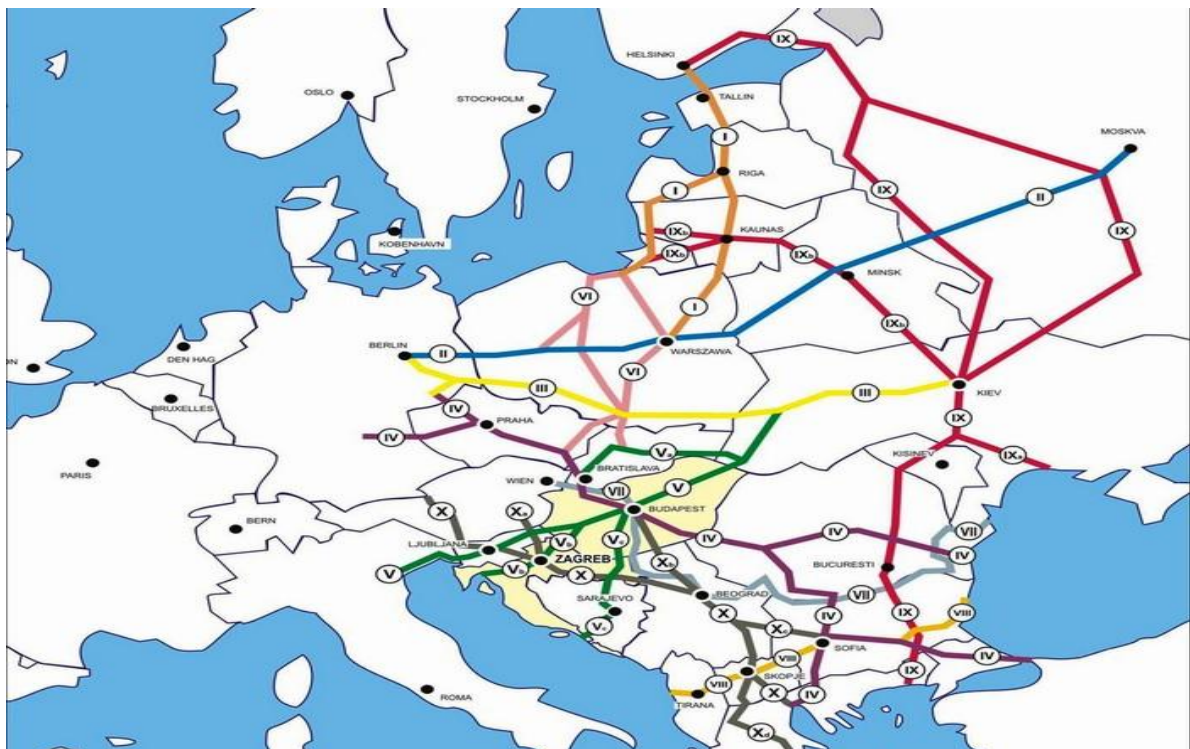 IX
HELSINKI
OSLO
STOCKHOLM
TALLIN
MOSKVA
I
RIGA
I
IX
II
KOBENHAVN
IXb
KAUNAS
IX
IXb
IXb
MINSK
VI
I
IXb
DEN HAG
BERLIN
II
WARSZAWA
ON
VI
III
III
KIEV
BRUXELLES
IV
PRAHA
IX
IV
PARIS
Va
KISINEV
IXa
BRATISLAVA
WIEN
VII
V
BUDAPEST
X
Xa
BERN
Vc
IV
IV
VII
LJUBLJANA
Vb
IV
ZAGREB
Xb
V
Vb
X
BUCURESTI
BEOGRAD
VII
SARAJEVO
X
IV
IX
VIII
Vc
Xc
SOFIA
VIII
IV
SKOPJE
IX
VIII
ROMA
TIRANA
X
IV
Xd